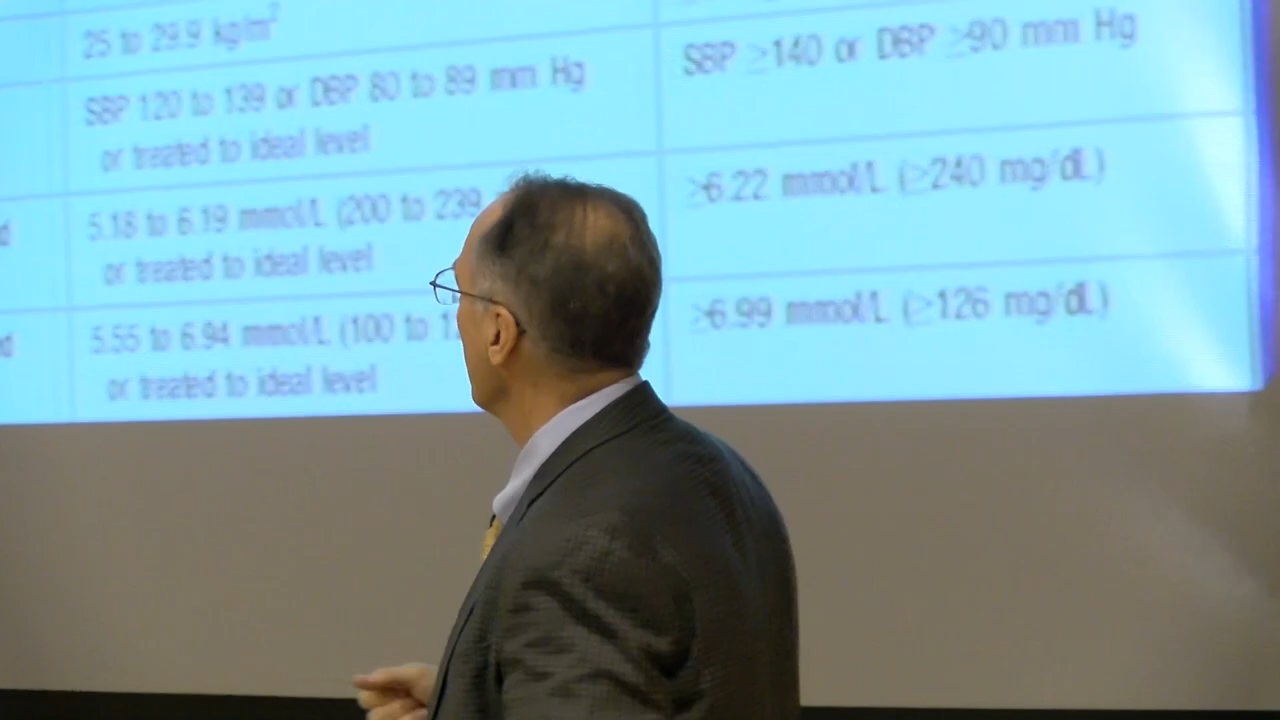 25 to 29.9 kg/m²
SBP 120 to 139 or DBP 80 to 89 mm Hg
or treated to ideal level
SBP ≥140 or DBP ≥90 mm Hg
5.18 to 6.19 mmol/L (200 to 239
or treated to ideal level
≥6.22 mmol/L (≥240 mg/dL)
5.55 to 6.94 mmol/L (100 to
or treated to ideal level
≥6.99 mmol/L (≥126 mg/dL)